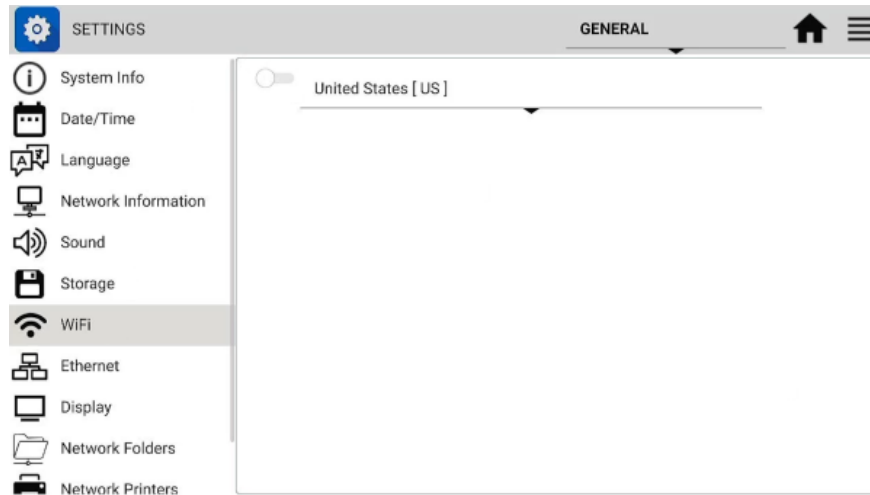 SETTINGS
GENERAL
System Info
Date/Time
Language
Network Information
Sound
Storage
WiFi
Ethernet
Display
Network Folders
Network Printers
United States [ US ]